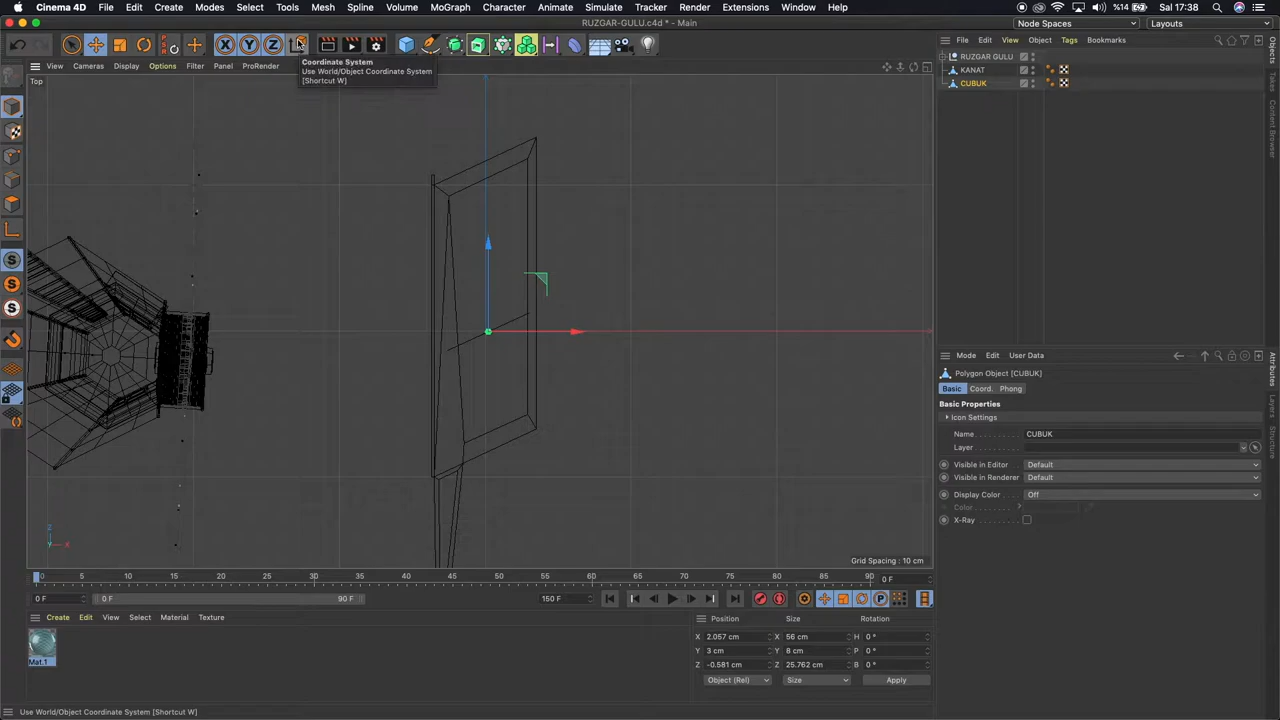 Cinema 4D File Edit Create Modes Select Tools Mesh Spline Volume MoGraph Character Animate Simulate Tracker Render Extensions Window Help %14 Sat 17:38
RUZGAR-GULU.c4d * - Main
Node Spaces Layouts
View Cameras Display Options Filter Panel ProRender
Coordinate System
Use World/Object Coordinate System
[Shortcut W]
Top
File Edit View Object Tags Bookmarks
RUZGAR GULU
KANAT
CUBUK
Objects
Takes
Content Browser
Mode Edit User Data
Polygon Object [CUBUK]
Basic Coord. Phong
Basic Properties
Icon Settings
Name CUBUK
Layer
Visible in Editor Default
Visible in Renderer Default
Display Color Off
Color
X-Ray
Attributes
Layers
Structure
Z
Y X
Grid Spacing : 10 cm
0 5 10 15 20 25 30 35 40 45 50 55 60 65 70 75 80 85 90 0 F
0 F 0 F 90 F 150 F
Create Edit View Select Material Texture
Mat.1
Position Size Rotation
X 2.057 cm X 56 cm H 0 °
Y 3 cm Y 8 cm P 0 °
Z -0.581 cm Z 25.762 cm B 0 °
Object (Rel) Size Apply
Use World/Object Coordinate System [Shortcut W]